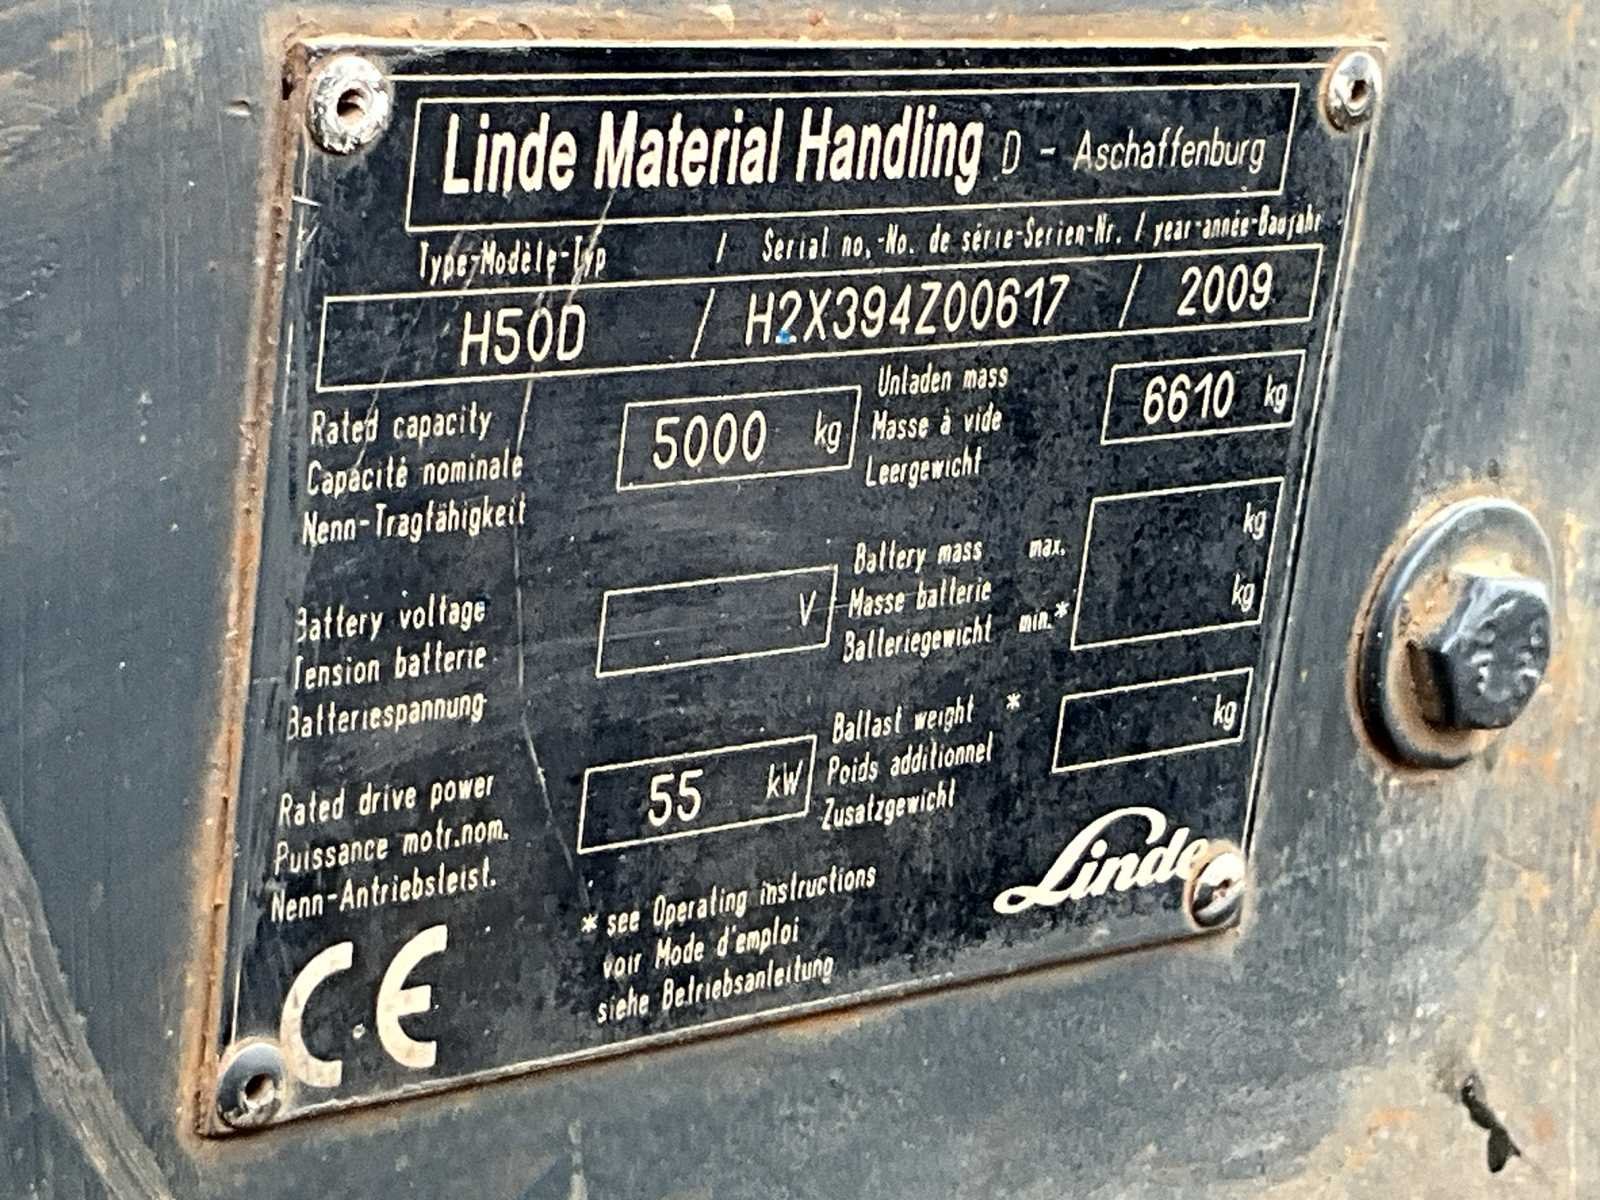 Linde Material Handling D - Aschaffenburg
Type-Modèle-Typ / Serial no.-No. de série-Serien-Nr. / year-année-Baujahr
H50D / H2X394Z00617 / 2009
Rated capacity
Capacité nominale
Nenn-Tragfähigkeit
5000 kg
Unladen mass
Masse à vide
Leergewicht
6610 kg
Battery voltage
Tension batterie
Batteriespannung
V
Battery mass max.
Masse batterie
Batteriegewicht min.*
kg
kg
Rated drive power
Puissance motr.nom.
Nenn-Antriebsleist.
55 kW
Ballast weight *
Poids additionnel
Zusatzgewicht
kg
* see Operating instructions
voir Mode d'emploi
siehe Betriebsanleitung
Linde
CE